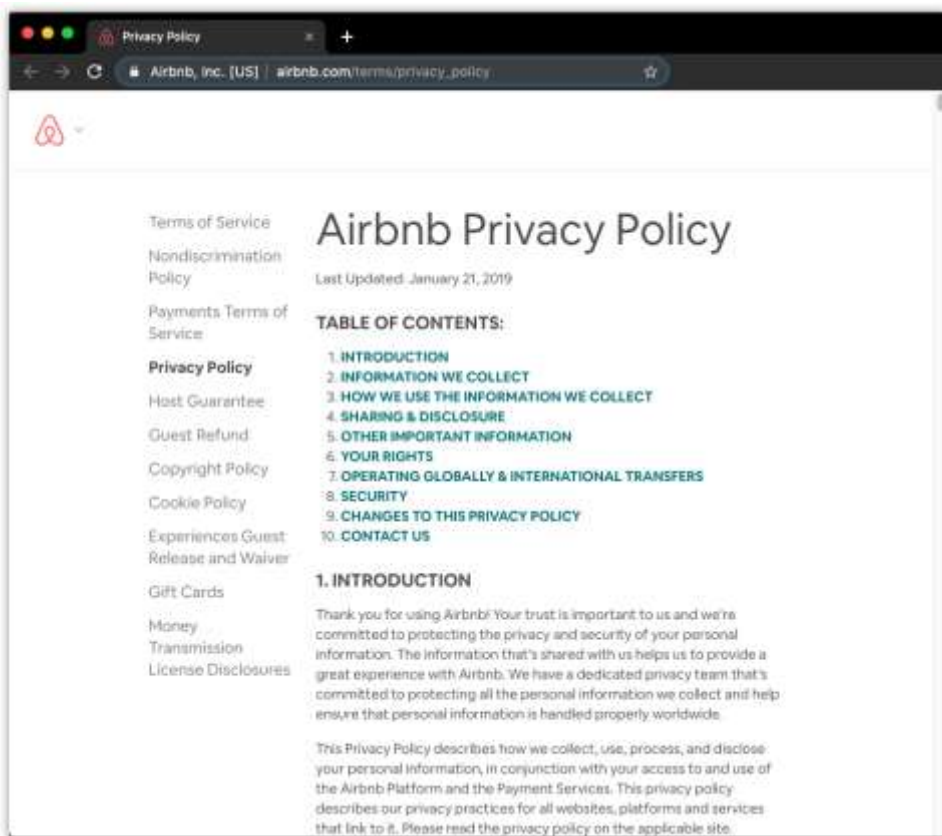 Privacy Policy
Airbnb, Inc. [US] | airbnb.com/terms/privacy_policy
Terms of Service
Nondiscrimination
Policy
Payments Terms of
Service
Privacy Policy
Host Guarantee
Guest Refund
Copyright Policy
Cookie Policy
Experiences Guest
Release and Waiver
Gift Cards
Money
Transmission
License Disclosures
Airbnb Privacy Policy
Last Updated: January 21, 2019
TABLE OF CONTENTS:
1. INTRODUCTION
2. INFORMATION WE COLLECT
3. HOW WE USE THE INFORMATION WE COLLECT
4. SHARING & DISCLOSURE
5. OTHER IMPORTANT INFORMATION
6. YOUR RIGHTS
7. OPERATING GLOBALLY & INTERNATIONAL TRANSFERS
8. SECURITY
9. CHANGES TO THIS PRIVACY POLICY
10. CONTACT US
1. INTRODUCTION
Thank you for using Airbnb! Your trust is important to us and we're
committed to protecting the privacy and security of your personal
information. The information that's shared with us helps us to provide a
great experience with Airbnb. We have a dedicated privacy team that's
committed to protecting all the personal information we collect and help
ensure that personal information is handled properly worldwide.
This Privacy Policy describes how we collect, use, process, and disclose
your personal information, in conjunction with your access to and use of
the Airbnb Platform and the Payment Services. This privacy policy
describes our privacy practices for all websites, platforms and services
that link to it. Please read the privacy policy on the applicable site.